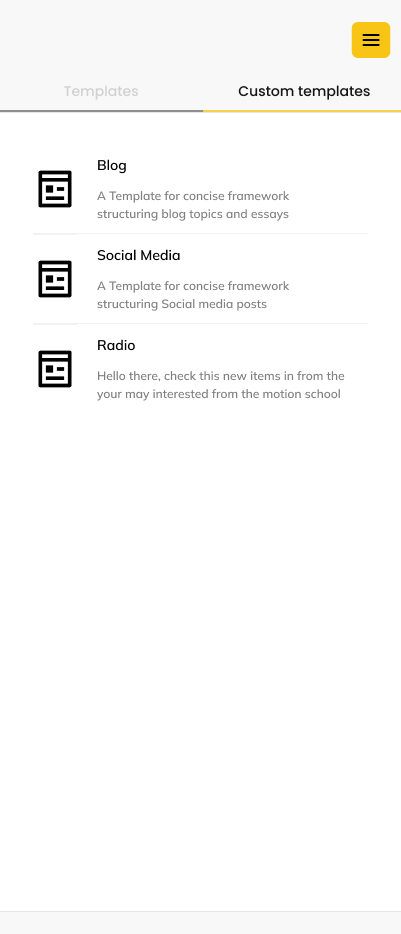 Templates
Custom templates
Blog
A Template for concise framework
structuring blog topics and essays
Social Media
A Template for concise framework
structuring Social media posts
Radio
Hello there, check this new items in from the
your may interested from the motion school